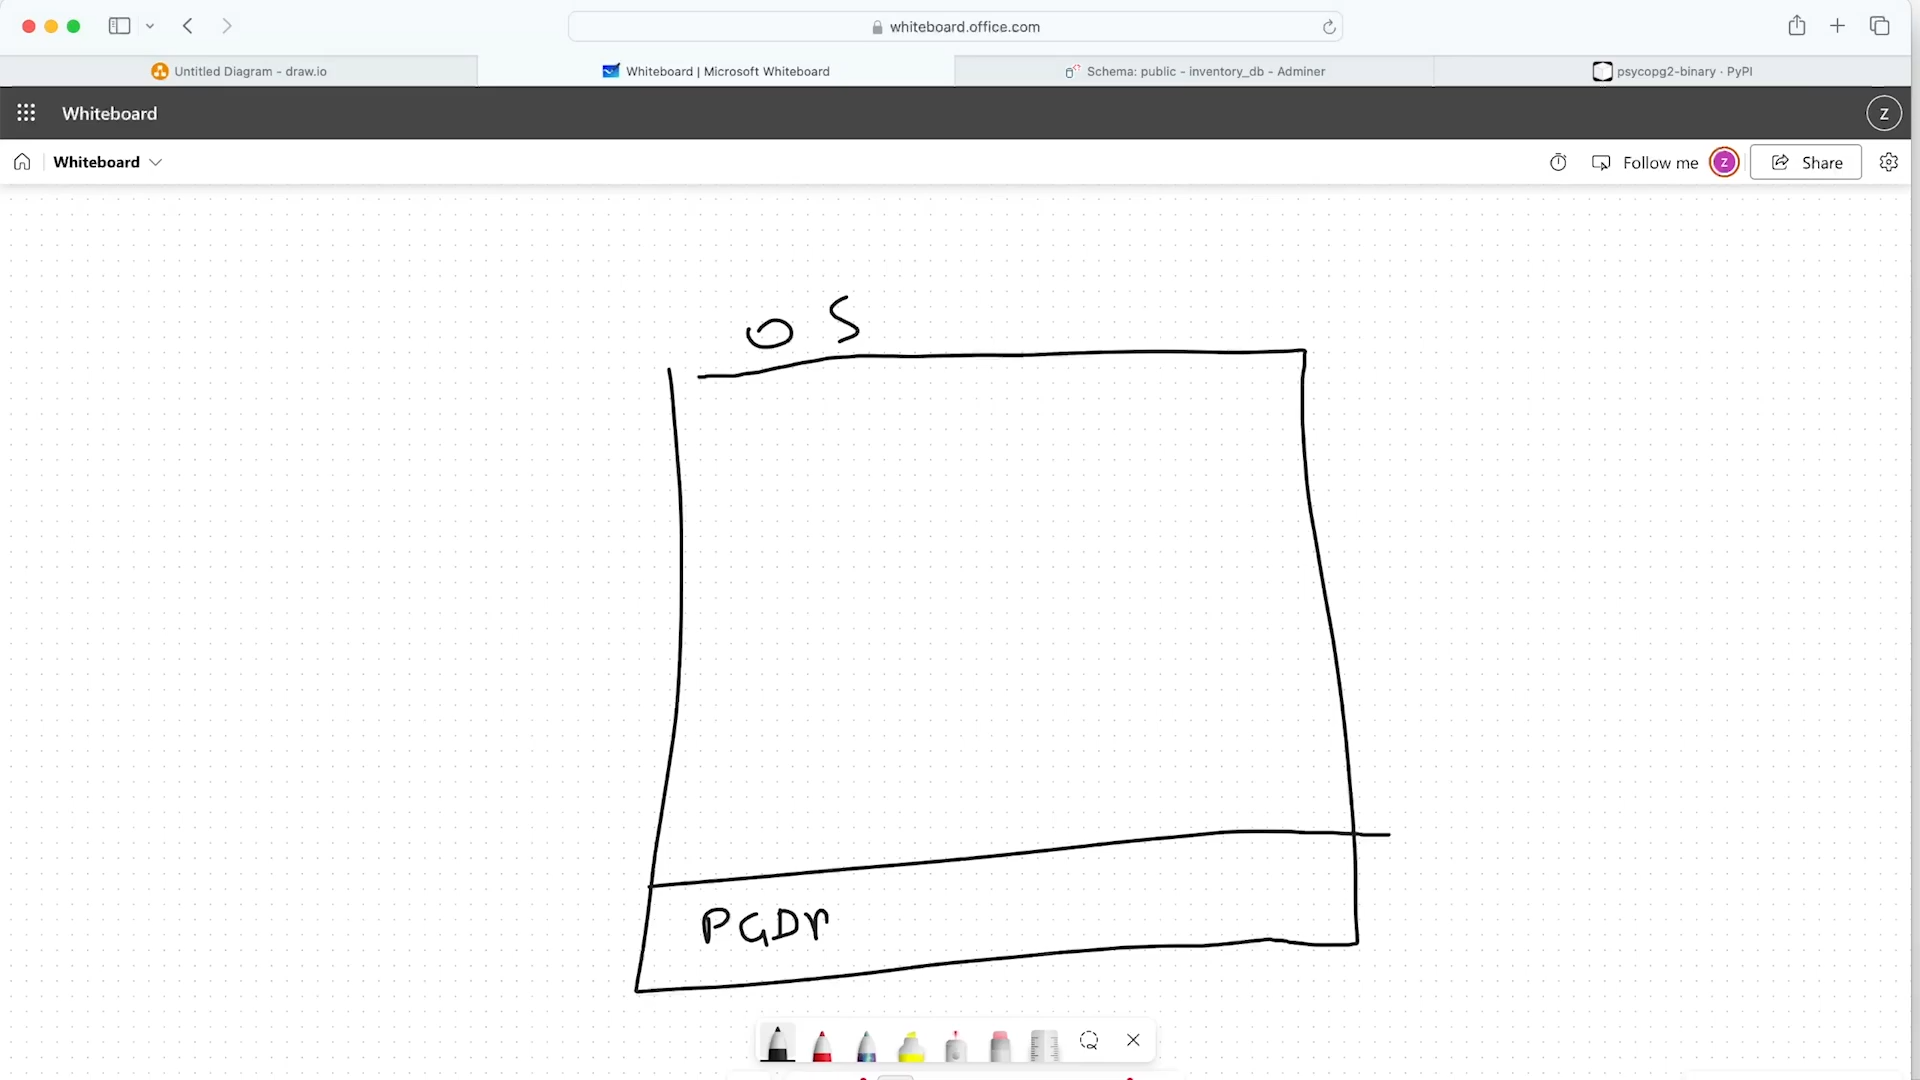 whiteboard.office.com
Untitled Diagram - draw.io
Whiteboard | Microsoft Whiteboard
Schema: public - inventory_db - Adminer
psycopg2-binary · PyPI
Whiteboard
Z
Whiteboard
Follow me
Z
Share
OS
PGDr